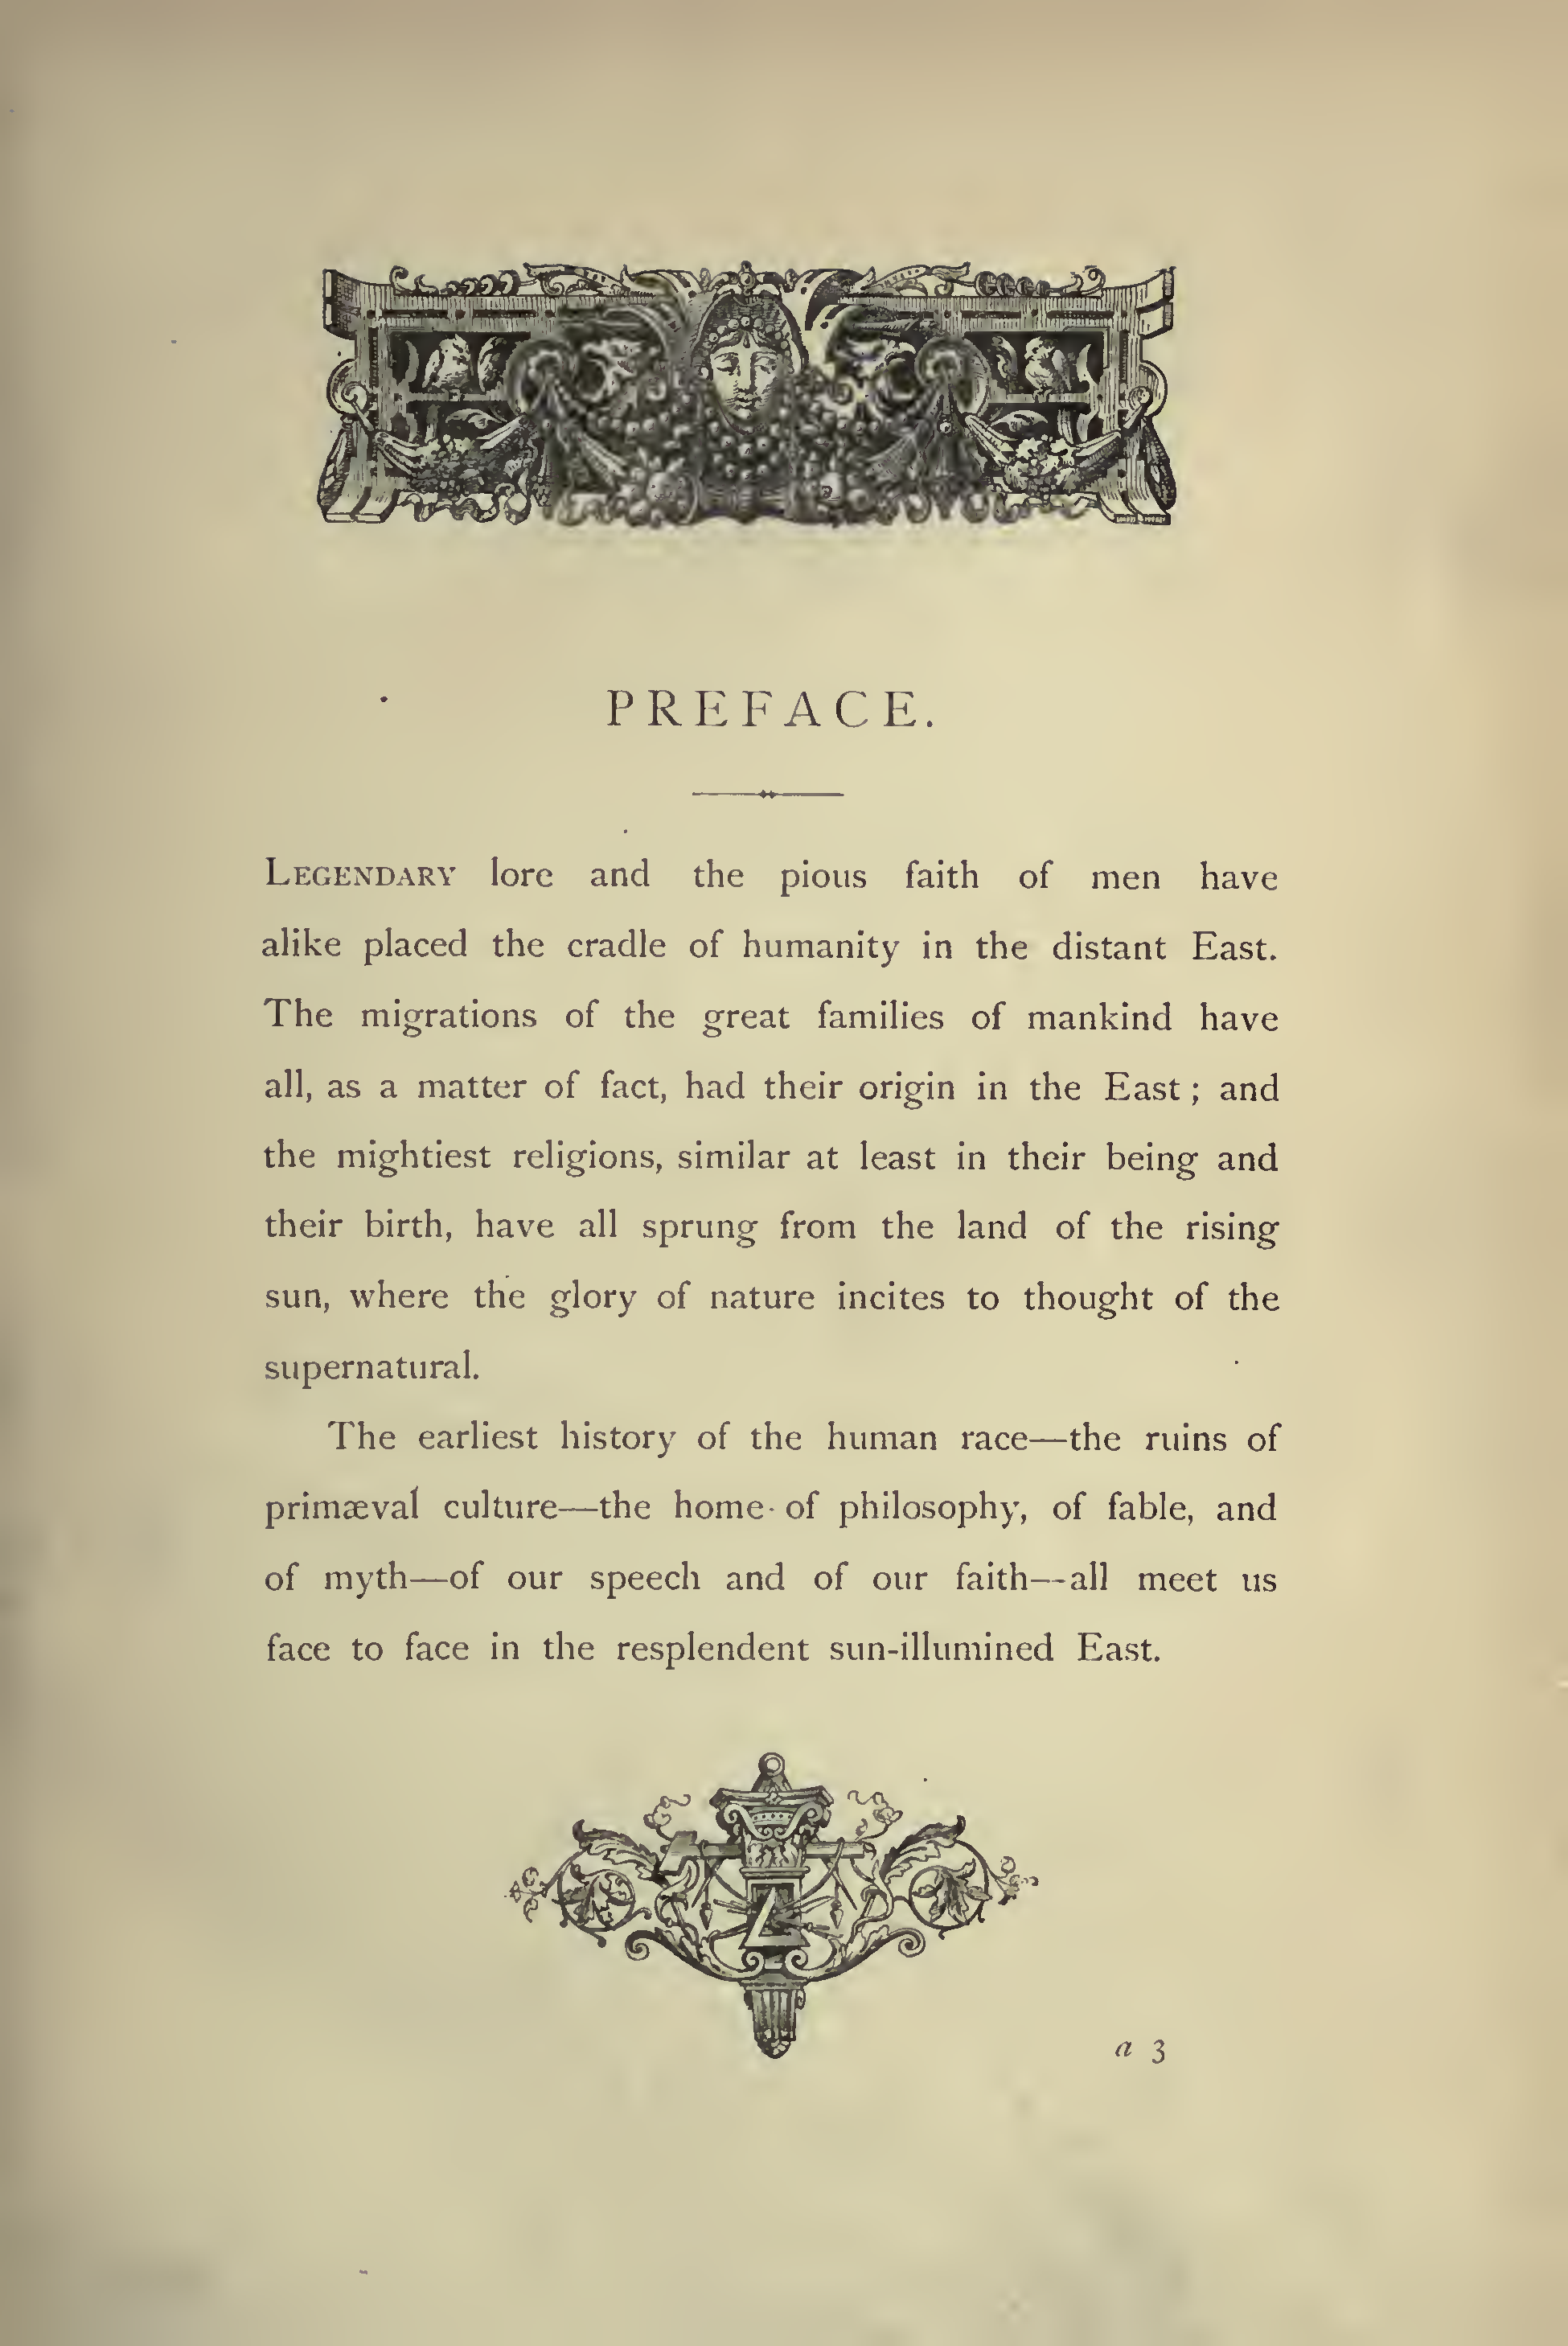 PREFACE.
LEGENDARY lore and the pious faith of men have
alike placed the cradle of humanity in the distant East.
The migrations of the great families of mankind have
all, as a matter of fact, had their origin in the East; and
the mightiest religions, similar at least in their being and
their birth, have all sprung from the land of the rising
sun, where the glory of nature incites to thought of the
supernatural.
The earliest history of the human race—the ruins of
primæval culture—the home of philosophy, of fable, and
of myth—of our speech and of our faith—all meet us
face to face in the resplendent sun-illumined East.
a 3